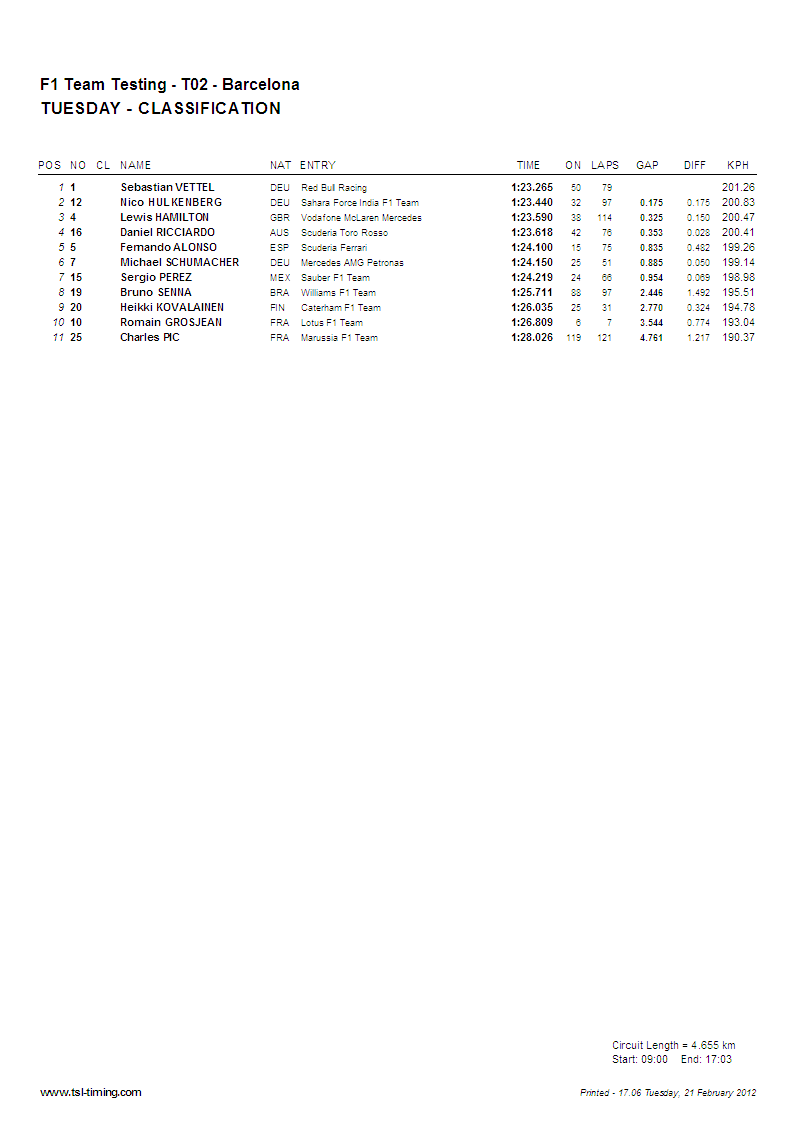 F1 Team Testing - T02 - Barcelona
TUESDAY - CLASSIFICATION
POS NO CL NAME NAT ENTRY TIME ON LAPS GAP DIFF KPH
1 1 Sebastian VETTEL DEU Red Bull Racing 1:23.265 50 79 201.26
2 12 Nico HULKENBERG DEU Sahara Force India F1 Team 1:23.440 32 97 0.175 0.175 200.83
3 4 Lewis HAMILTON GBR Vodafone McLaren Mercedes 1:23.590 38 114 0.325 0.150 200.47
4 16 Daniel RICCIARDO AUS Scuderia Toro Rosso 1:23.618 42 76 0.353 0.028 200.41
5 5 Fernando ALONSO ESP Scuderia Ferrari 1:24.100 15 75 0.835 0.482 199.26
6 7 Michael SCHUMACHER DEU Mercedes AMG Petronas 1:24.150 25 51 0.885 0.050 199.14
7 15 Sergio PEREZ MEX Sauber F1 Team 1:24.219 24 66 0.954 0.069 198.98
8 19 Bruno SENNA BRA Williams F1 Team 1:25.711 88 97 2.446 1.492 195.51
9 20 Heikki KOVALAINEN FIN Caterham F1 Team 1:26.035 25 31 2.770 0.324 194.78
10 10 Romain GROSJEAN FRA Lotus F1 Team 1:26.809 6 7 3.544 0.774 193.04
11 25 Charles PIC FRA Marussia F1 Team 1:28.026 119 121 4.761 1.217 190.37
Circuit Length = 4.655 km
Start: 09:00 End: 17:03
www.tsl-timing.com Printed - 17.06 Tuesday, 21 February 2012